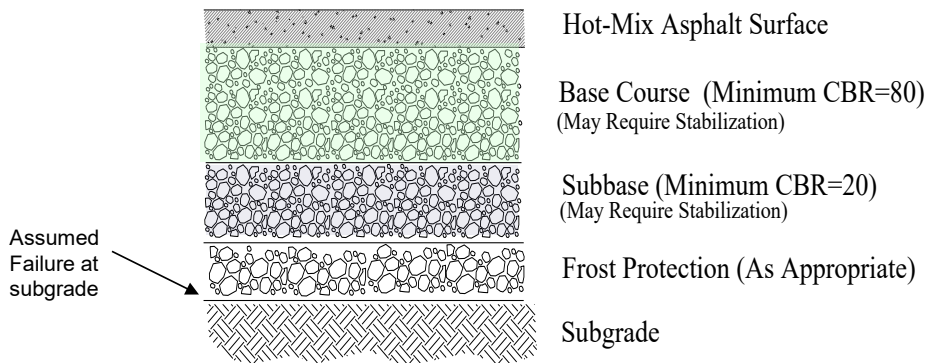 Hot-Mix Asphalt Surface
Base Course (Minimum CBR=80)
(May Require Stabilization)
Subbase (Minimum CBR=20)
(May Require Stabilization)
Assumed
Failure at
subgrade
Frost Protection (As Appropriate)
Subgrade